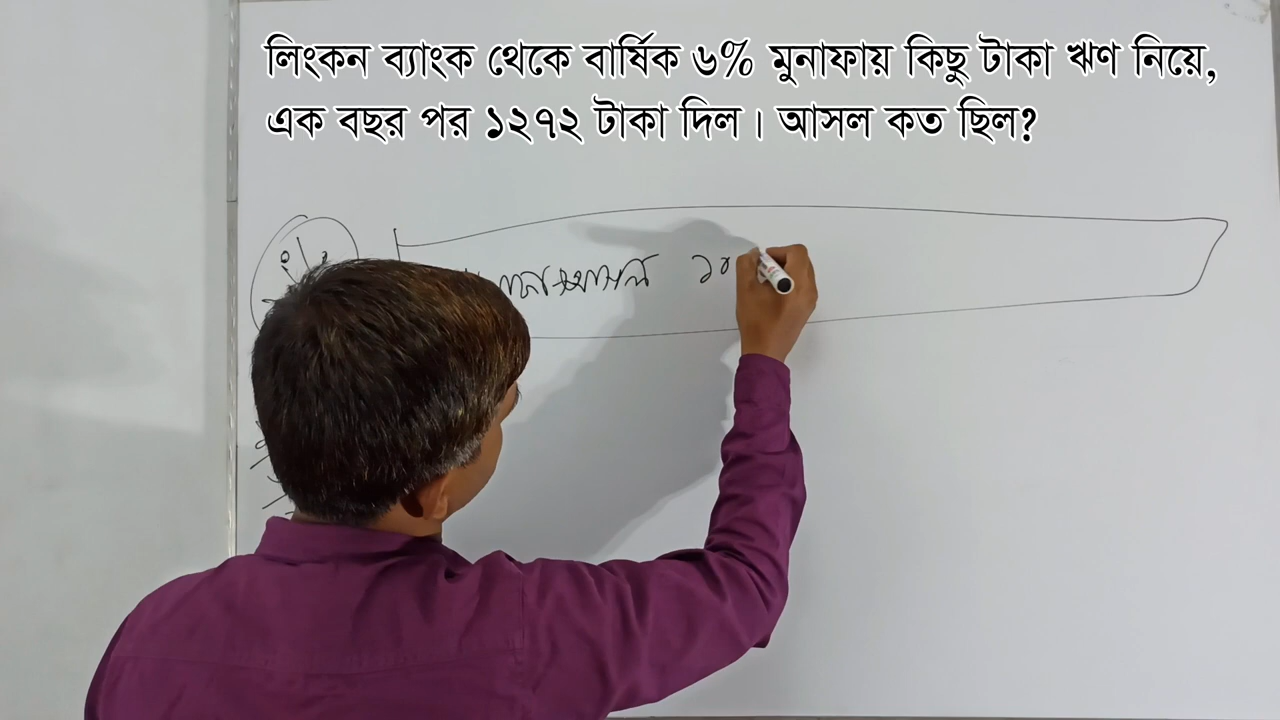 লিংকন ব্যাংক থেকে বার্ষিক ৬% মুনাফায় কিছু টাকা ঋণ নিয়ে,
এক বছর পর ১২৭২ টাকা দিল। আসল কত ছিল?